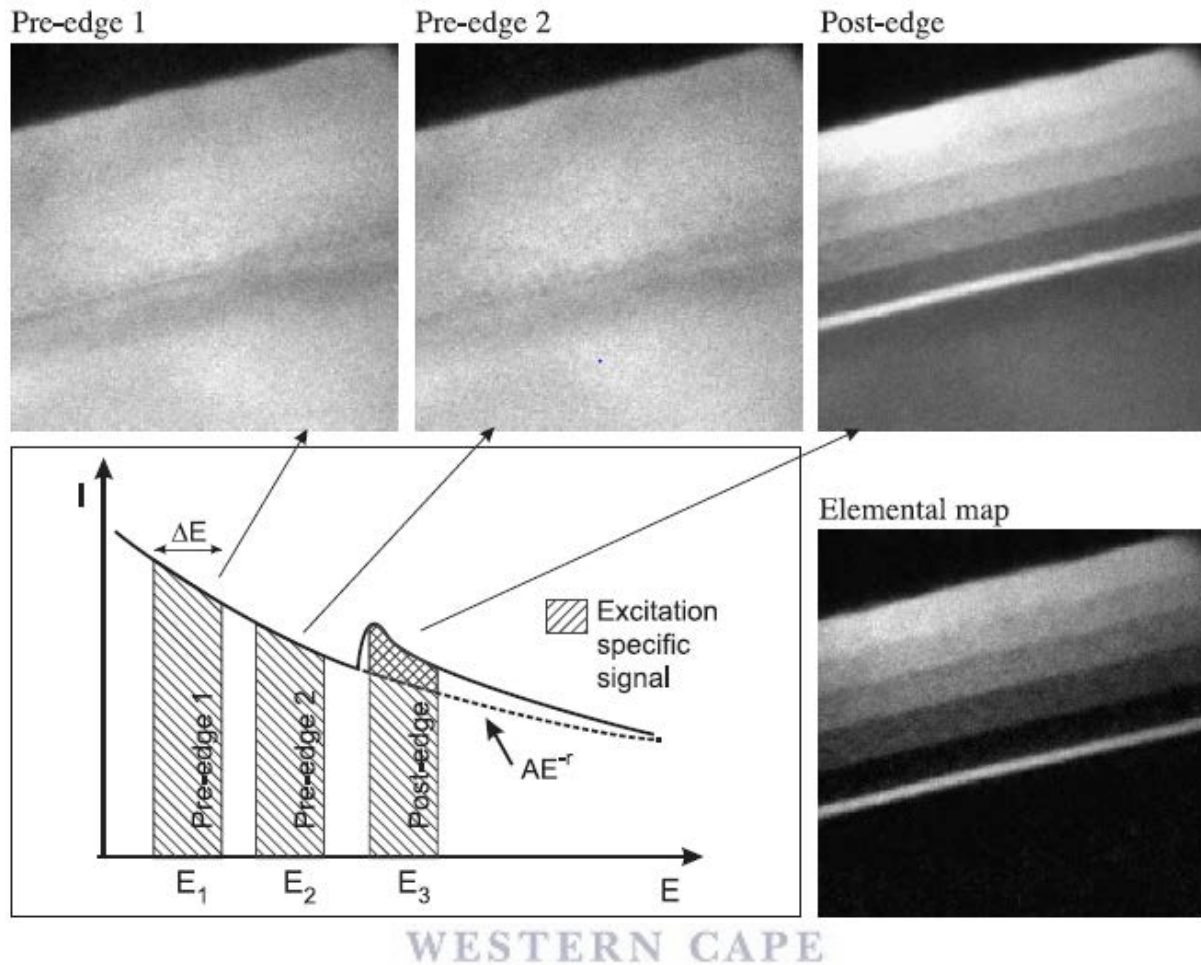 Pre-edge 1
Pre-edge 2
Post-edge
I
ΔE
Excitation
specific
signal
Pre-edge 1
Pre-edge 2
Post-edge
AE⁻ʳ
E₁
E₂
E₃
E
Elemental map
WESTERN CAPE